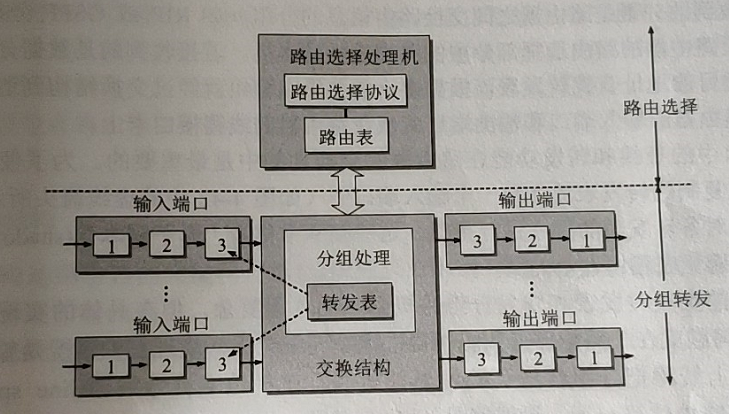 路由选择处理机
路由选择协议
路由表
路由选择
输入端口
1 2 3
输出端口
3 2 1
分组处理
转发表
⋮
⋮
分组转发
输入端口
1 2 3
输出端口
3 2 1
交换结构